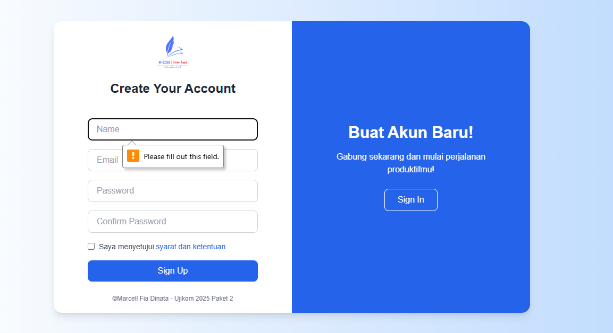 Create Your Account
Name
Please fill out this field.
Email
Password
Confirm Password
Saya menyetujui syarat dan ketentuan
Sign Up
©Marcell Fia Dinata - Ujikom 2025 Paket 2
Buat Akun Baru!
Gabung sekarang dan mulai perjalanan
produktifmu!
Sign In